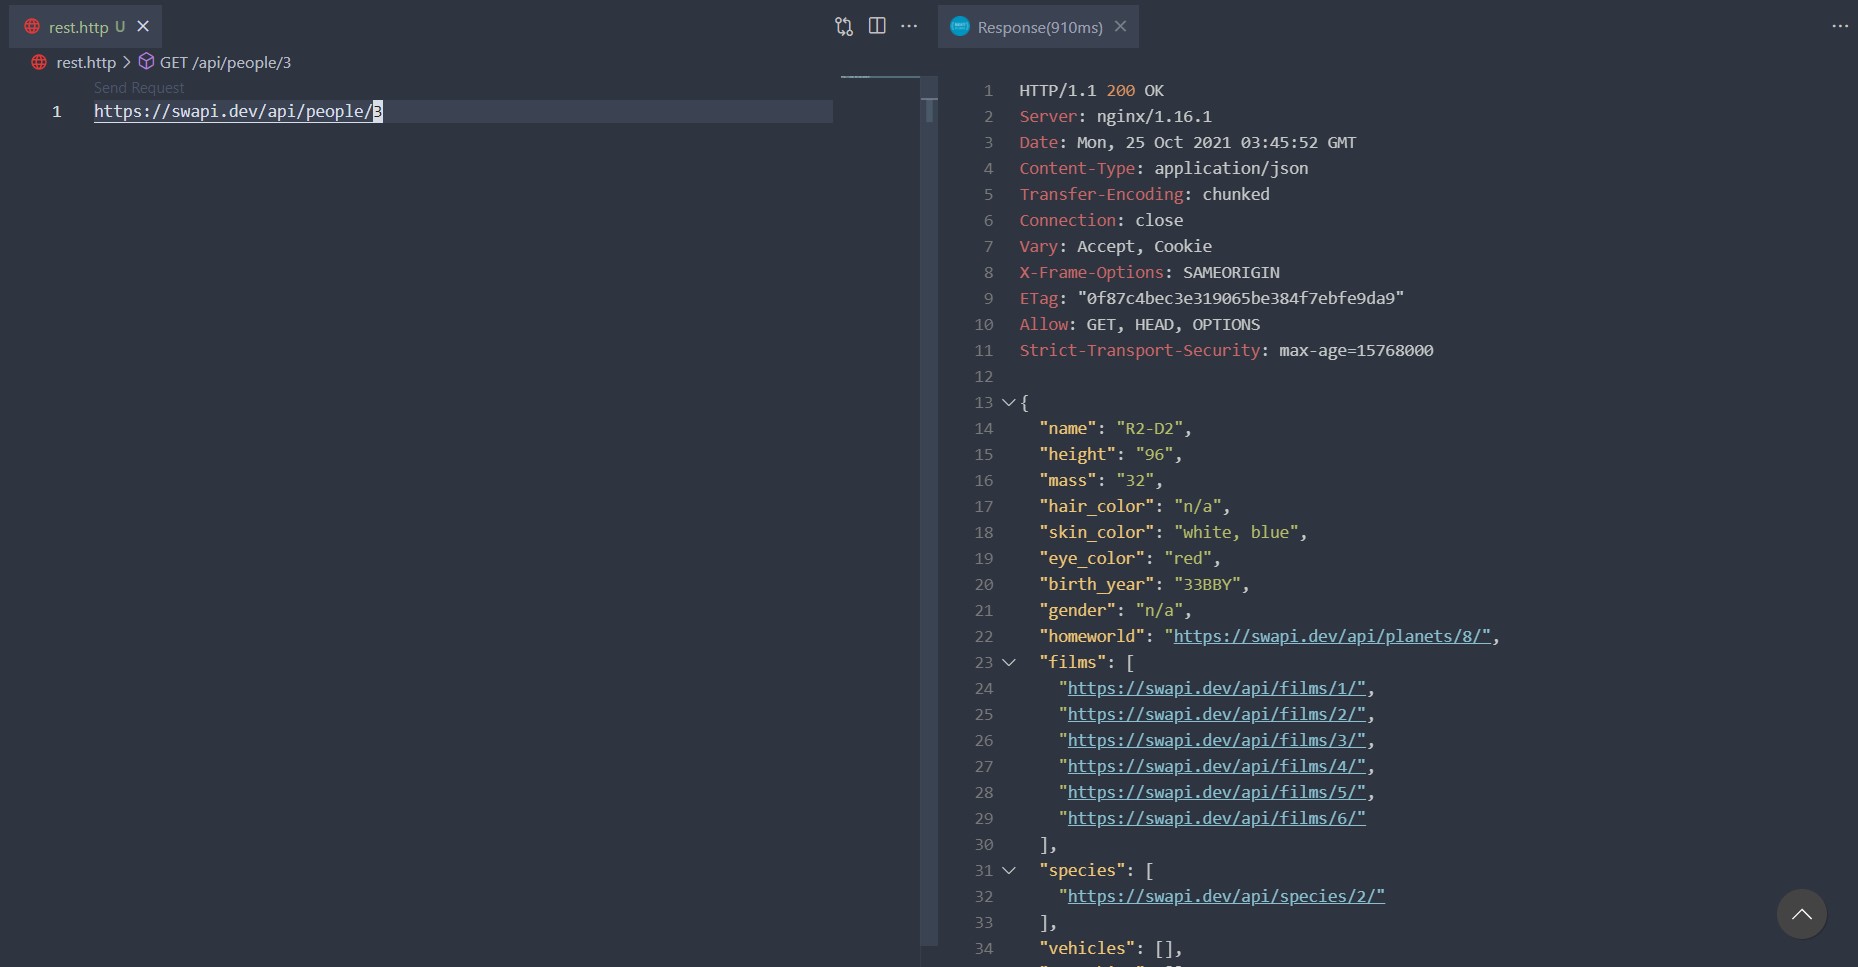 rest.http U
Response(910ms)
rest.http > GET /api/people/3
Send Request
1 https://swapi.dev/api/people/3
1 HTTP/1.1 200 OK
2 Server: nginx/1.16.1
3 Date: Mon, 25 Oct 2021 03:45:52 GMT
4 Content-Type: application/json
5 Transfer-Encoding: chunked
6 Connection: close
7 Vary: Accept, Cookie
8 X-Frame-Options: SAMEORIGIN
9 ETag: "0f87c4bec3e319065be384f7ebfe9da9"
10 Allow: GET, HEAD, OPTIONS
11 Strict-Transport-Security: max-age=15768000
12
13 {
14 "name": "R2-D2",
15 "height": "96",
16 "mass": "32",
17 "hair_color": "n/a",
18 "skin_color": "white, blue",
19 "eye_color": "red",
20 "birth_year": "33BBY",
21 "gender": "n/a",
22 "homeworld": "https://swapi.dev/api/planets/8/",
23 "films": [
24 "https://swapi.dev/api/films/1/",
25 "https://swapi.dev/api/films/2/",
26 "https://swapi.dev/api/films/3/",
27 "https://swapi.dev/api/films/4/",
28 "https://swapi.dev/api/films/5/",
29 "https://swapi.dev/api/films/6/"
30 ],
31 "species": [
32 "https://swapi.dev/api/species/2/"
33 ],
34 "vehicles": [],